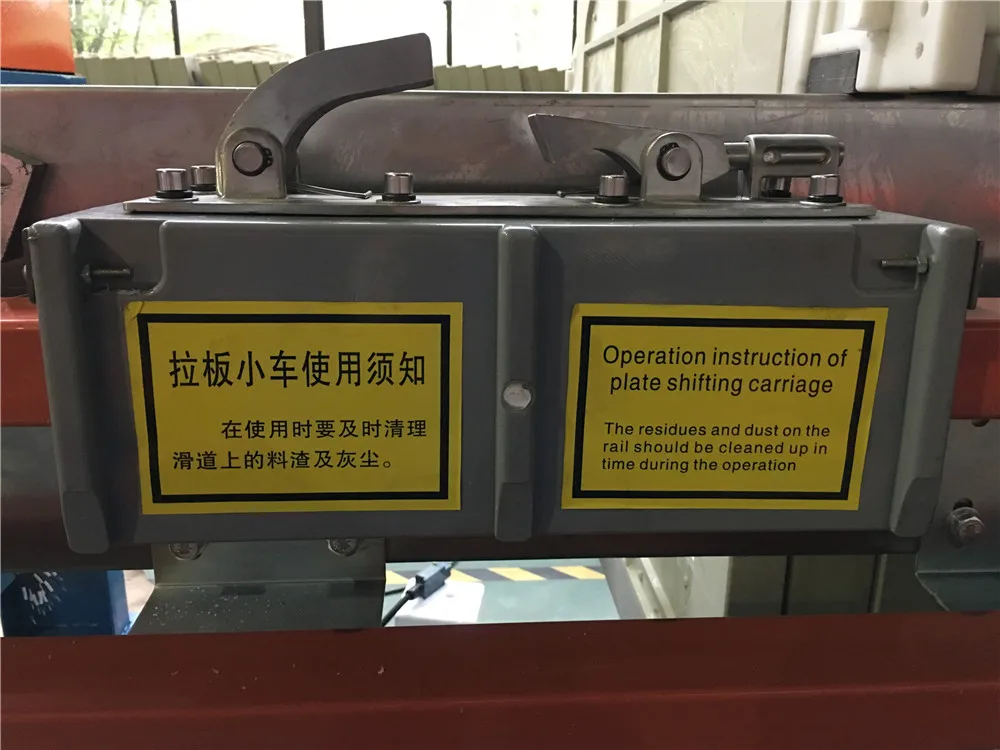 拉板小车使用须知
在使用时要及时清理
滑道上的料渣及灰尘。
Operation instruction of
plate shifting carriage
The residues and dust on the
rail should be cleaned up in
time during the operation